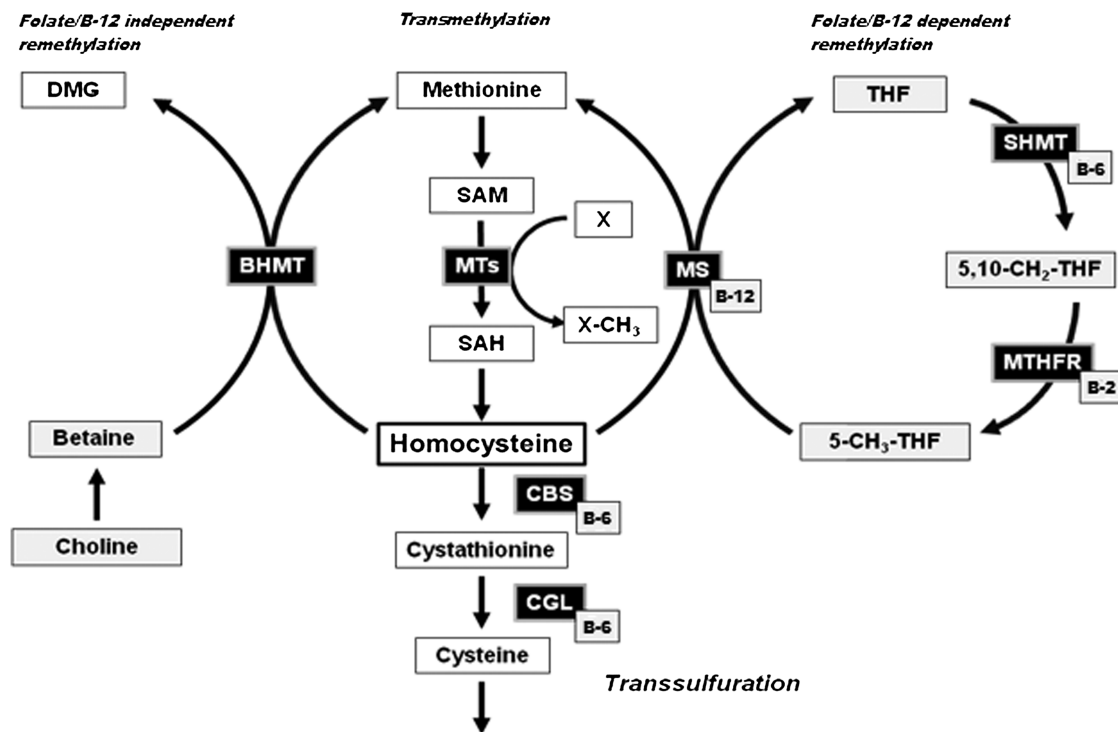 Folate/B-12 independent
remethylation
Transmethylation
Folate/B-12 dependent
remethylation
DMG
Methionine
THF
SHMT
B-6
SAM
X
BHMT
MTs
MS
B-12
5,10-CH₂-THF
X-CH₃
SAH
MTHFR
B-2
Betaine
Homocysteine
5-CH₃-THF
CBS
B-6
Choline
Cystathionine
CGL
B-6
Cysteine
Transsulfuration